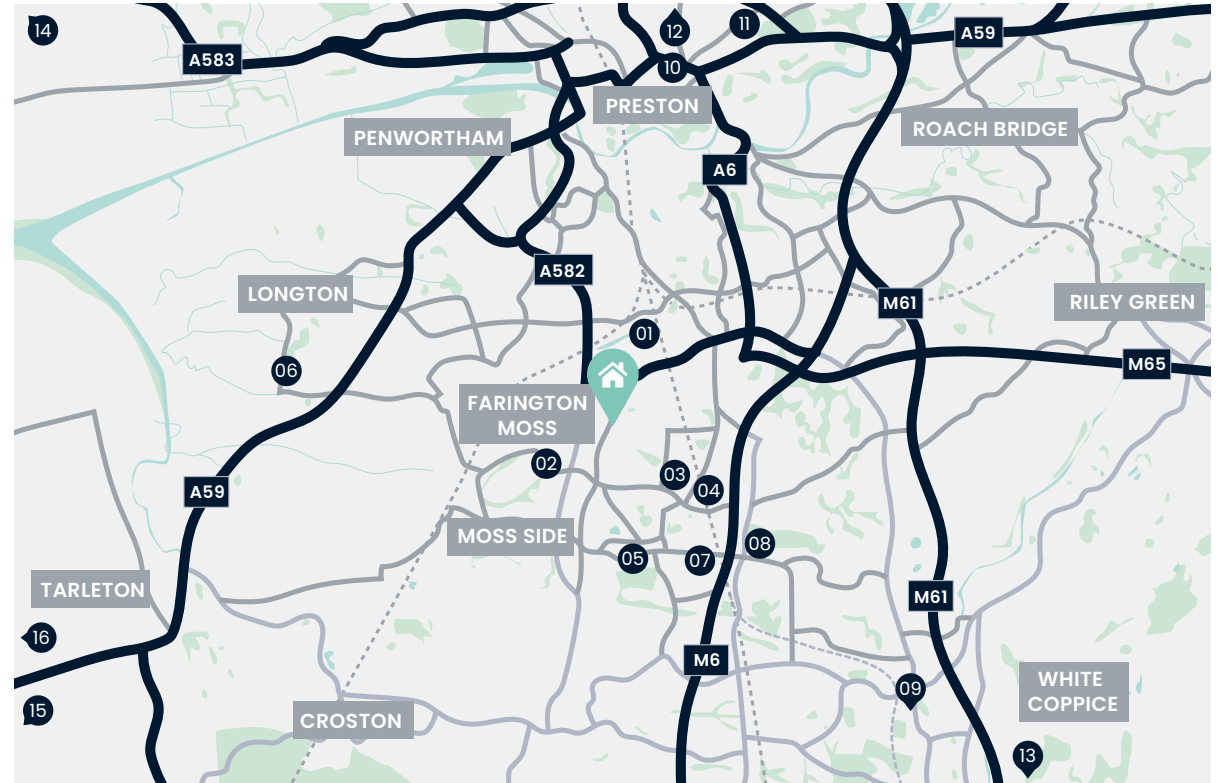 14
12
11
A59
A583
10
PRESTON
ROACH BRIDGE
PENWORTHAM
A6
A582
LONGTON
M61
RILEY GREEN
01
06
M65
FARINGTON
MOSS
02
03
04
A59
MOSS SIDE
05
07
08
TARLETON
M61
16
M6
09
WHITE
COPPICE
15
CROSTON
13